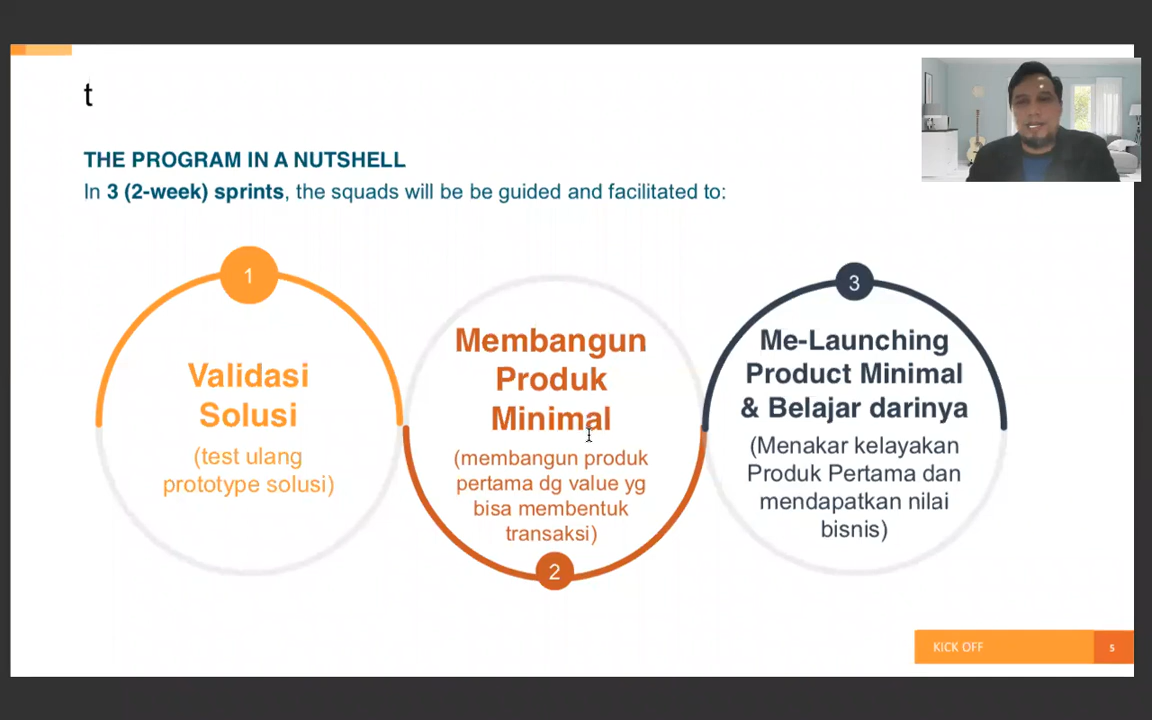 t
THE PROGRAM IN A NUTSHELL
In 3 (2-week) sprints, the squads will be be guided and facilitated to:
1
Validasi
Solusi
(test ulang
prototype solusi)
Membangun
Produk
Minimal
(membangun produk
pertama dg value yg
bisa membentuk
transaksi)
2
3
Me-Launching
Product Minimal
& Belajar darinya
(Menakar kelayakan
Produk Pertama dan
mendapatkan nilai
bisnis)
KICK OFF
5